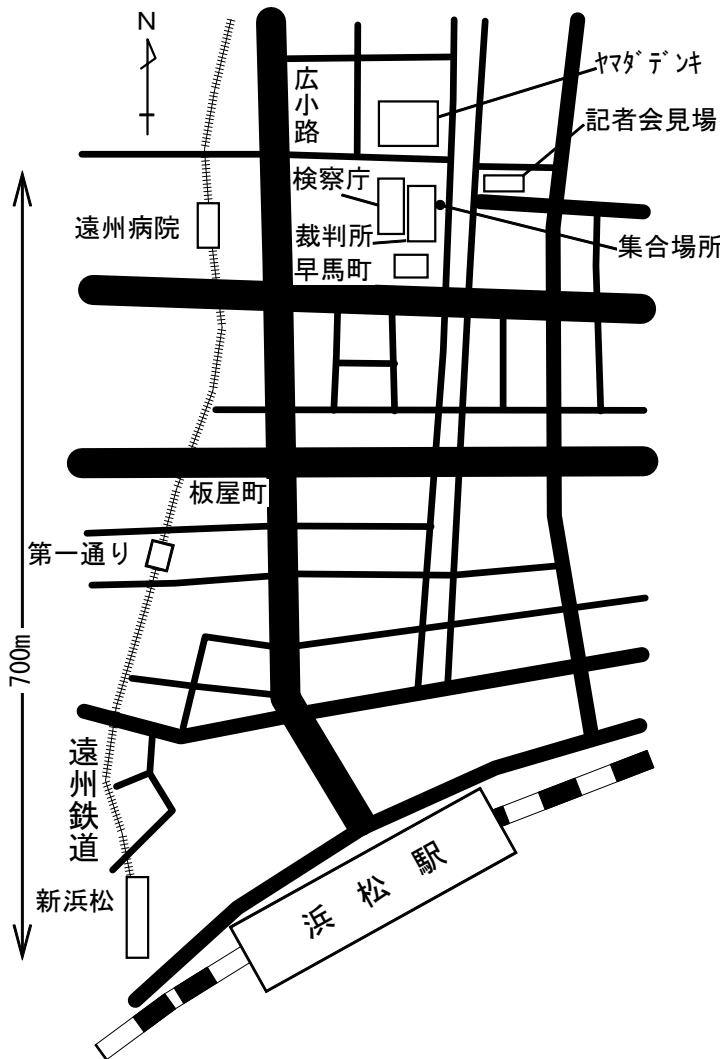 N
ヤマダデンキ
広小路
記者会見場
検察庁
遠州病院
裁判所
集合場所
早馬町
板屋町
第一通り
700m
遠州鉄道
新浜松
浜松駅